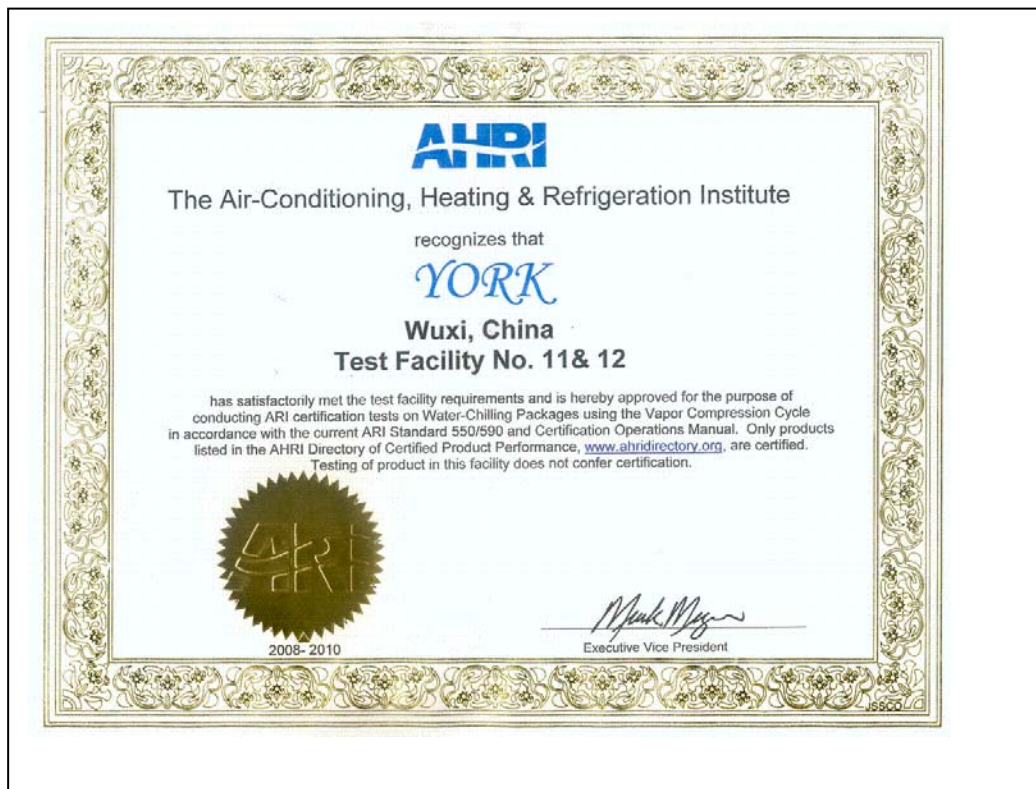 AHRI
The Air-Conditioning, Heating & Refrigeration Institute
recognizes that
YORK
Wuxi, China
Test Facility No. 11& 12
has satisfactorily met the test facility requirements and is hereby approved for the purpose of
conducting ARI certification tests on Water-Chilling Packages using the Vapor Compression Cycle
in accordance with the current ARI Standard 550/590 and Certification Operations Manual. Only products
listed in the AHRI Directory of Certified Product Performance, www.ahridirectory.org, are certified.
Testing of product in this facility does not confer certification.
ARI
2008- 2010
Executive Vice President
JSSCO